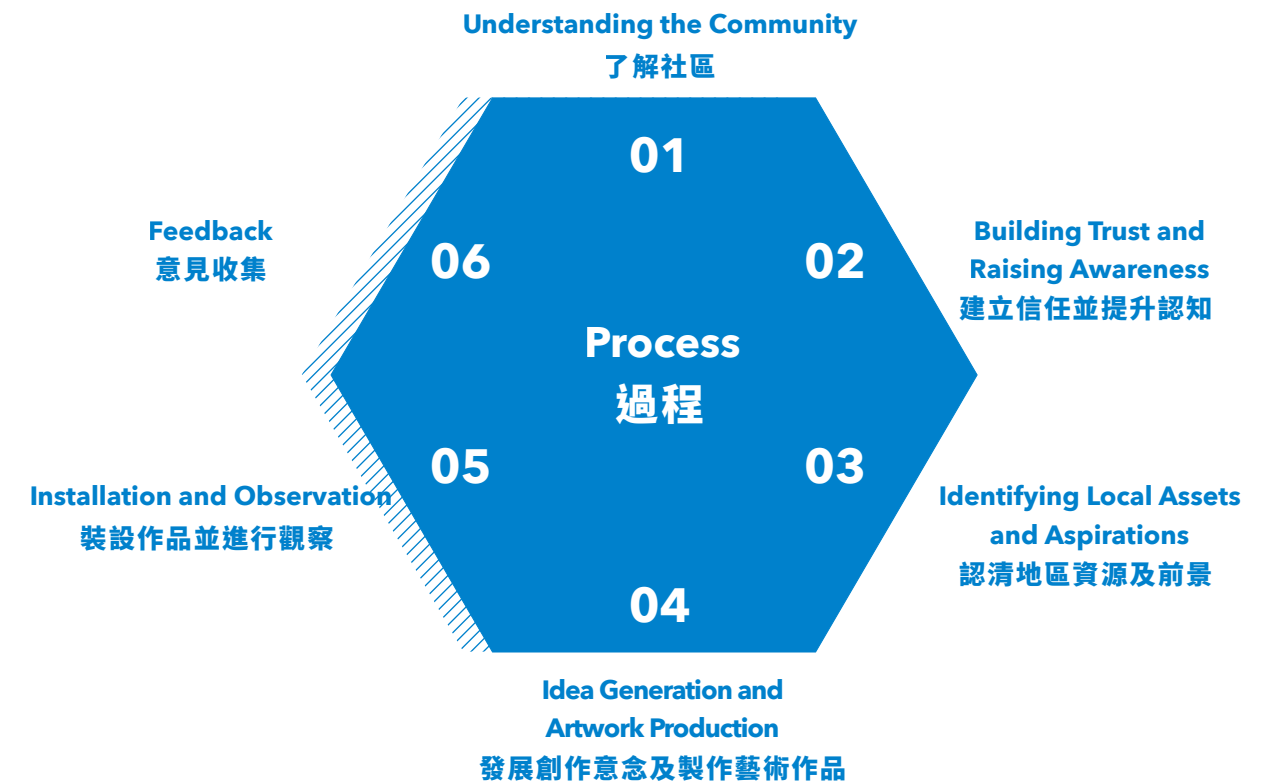 Understanding the Community
了解社區
01
Feedback
意見收集
06
02
Building Trust and
Raising Awareness
建立信任並提升認知
Process
過程
05
03
Installation and Observation
裝設作品並進行觀察
Identifying Local Assets
and Aspirations
認清地區資源及前景
04
Idea Generation and
Artwork Production
發展創作意念及製作藝術作品